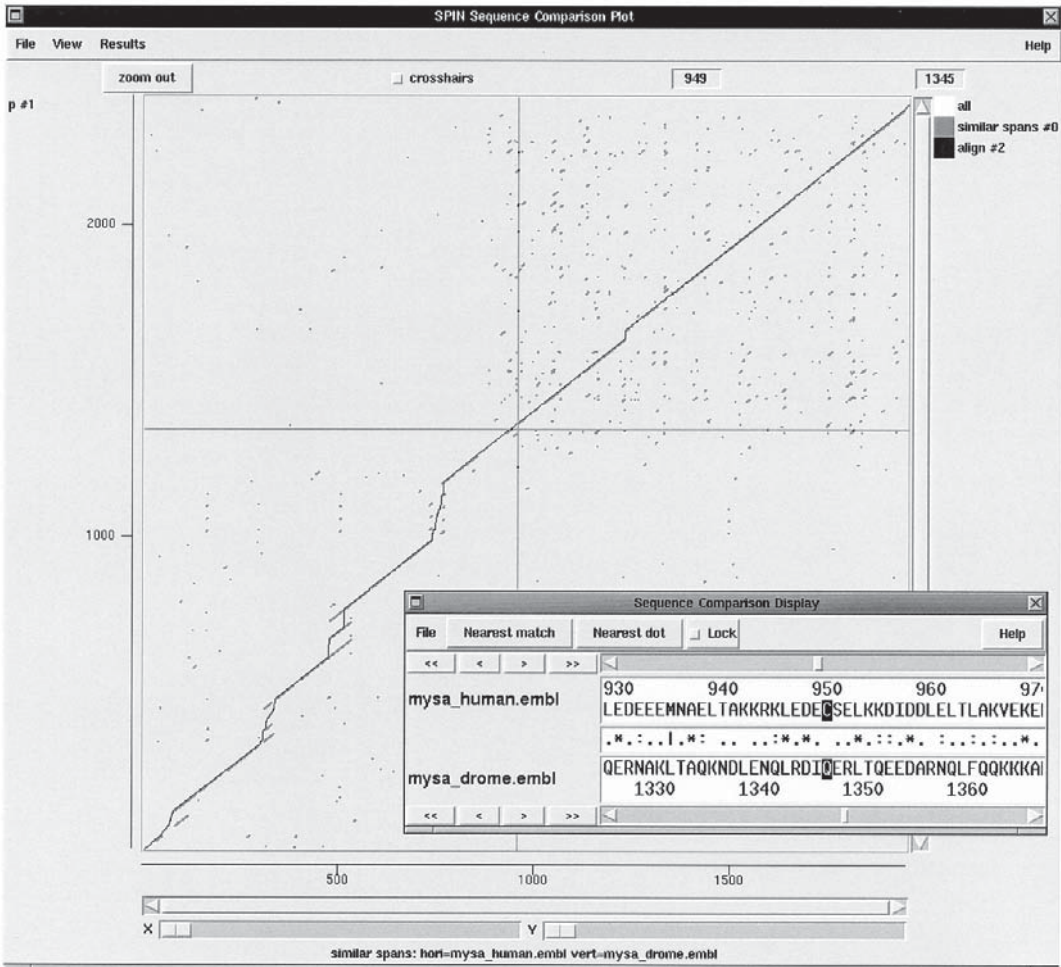 SPIN Sequence Comparison Plot
File View Results Help
zoom out crosshairs 949 1345
p #1
all
similar spans #0
align #2
2000
1000
Sequence Comparison Display
File Nearest match Nearest dot Lock Help
<< < > >>
930 940 950 960 970
mysa_human.embl
LEDEEEMNAELTAKKRKLEDECSELKKDIDDLELTLAKVEKE
.*.:..|.*: .. ..:*.*. ..*.::.*. :..:.:..*.
mysa_drome.embl
QERNAKLTAQKNDLENQLRDIQERLTQEEDARNQLFQQKKKA
1330 1340 1350 1360
<< < > >>
500 1000 1500
X Y
similar spans: hori=mysa_human.embl vert=mysa_drome.embl